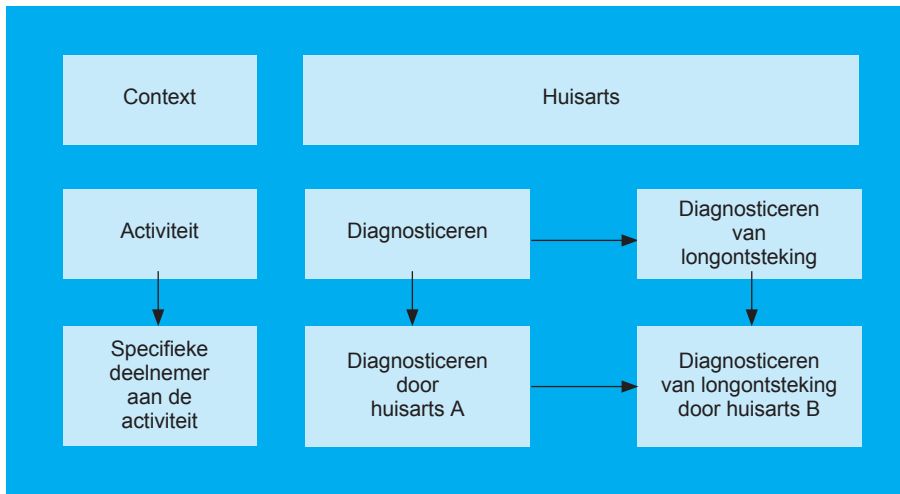 Context
Huisarts
Activiteit
Diagnosticeren
Diagnosticeren
van
longontsteking
Specifieke
deelnemer
aan de
activiteit
Diagnosticeren
door
huisarts A
Diagnosticeren
van longontsteking
door huisarts B